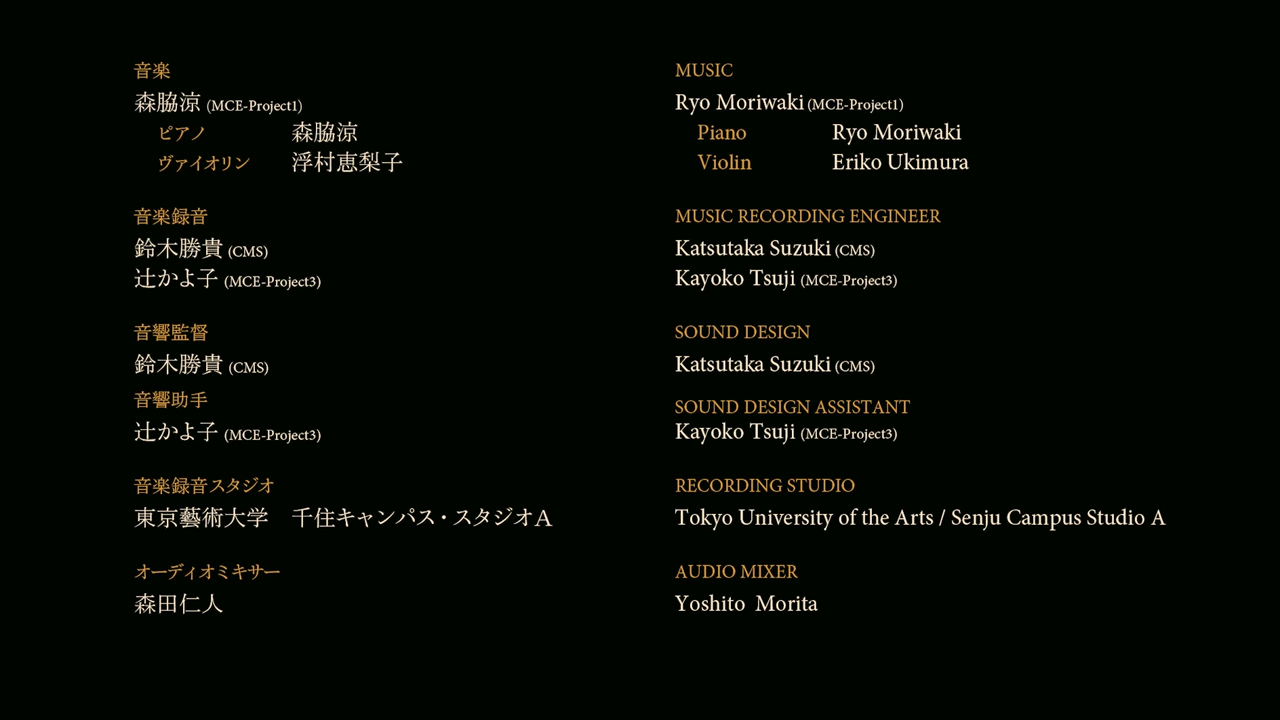 音楽
森脇涼 (MCE-Project1)
ピアノ 森脇涼
ヴァイオリン 浮村恵梨子
音楽録音
鈴木勝貴 (CMS)
辻かよ子 (MCE-Project3)
音響監督
鈴木勝貴 (CMS)
音響助手
辻かよ子 (MCE-Project3)
音楽録音スタジオ
東京藝術大学 千住キャンパス・スタジオA
オーディオミキサー
森田仁人
MUSIC
Ryo Moriwaki (MCE-Project1)
Piano Ryo Moriwaki
Violin Eriko Ukimura
MUSIC RECORDING ENGINEER
Katsutaka Suzuki (CMS)
Kayoko Tsuji (MCE-Project3)
SOUND DESIGN
Katsutaka Suzuki (CMS)
SOUND DESIGN ASSISTANT
Kayoko Tsuji (MCE-Project3)
RECORDING STUDIO
Tokyo University of the Arts / Senju Campus Studio A
AUDIO MIXER
Yoshito Morita